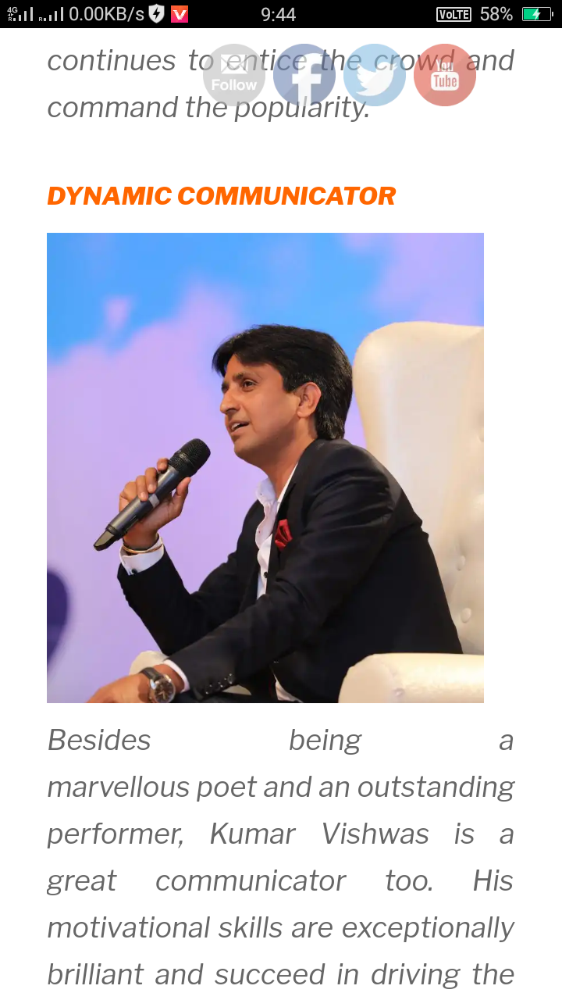 4G R R 0.00KB/s V 9:44 VoLTE 58%
continues to entice the crowd and
Follow f You Tube
command the popularity.
DYNAMIC COMMUNICATOR
Besides being a
marvellous poet and an outstanding
performer, Kumar Vishwas is a
great communicator too. His
motivational skills are exceptionally
brilliant and succeed in driving the